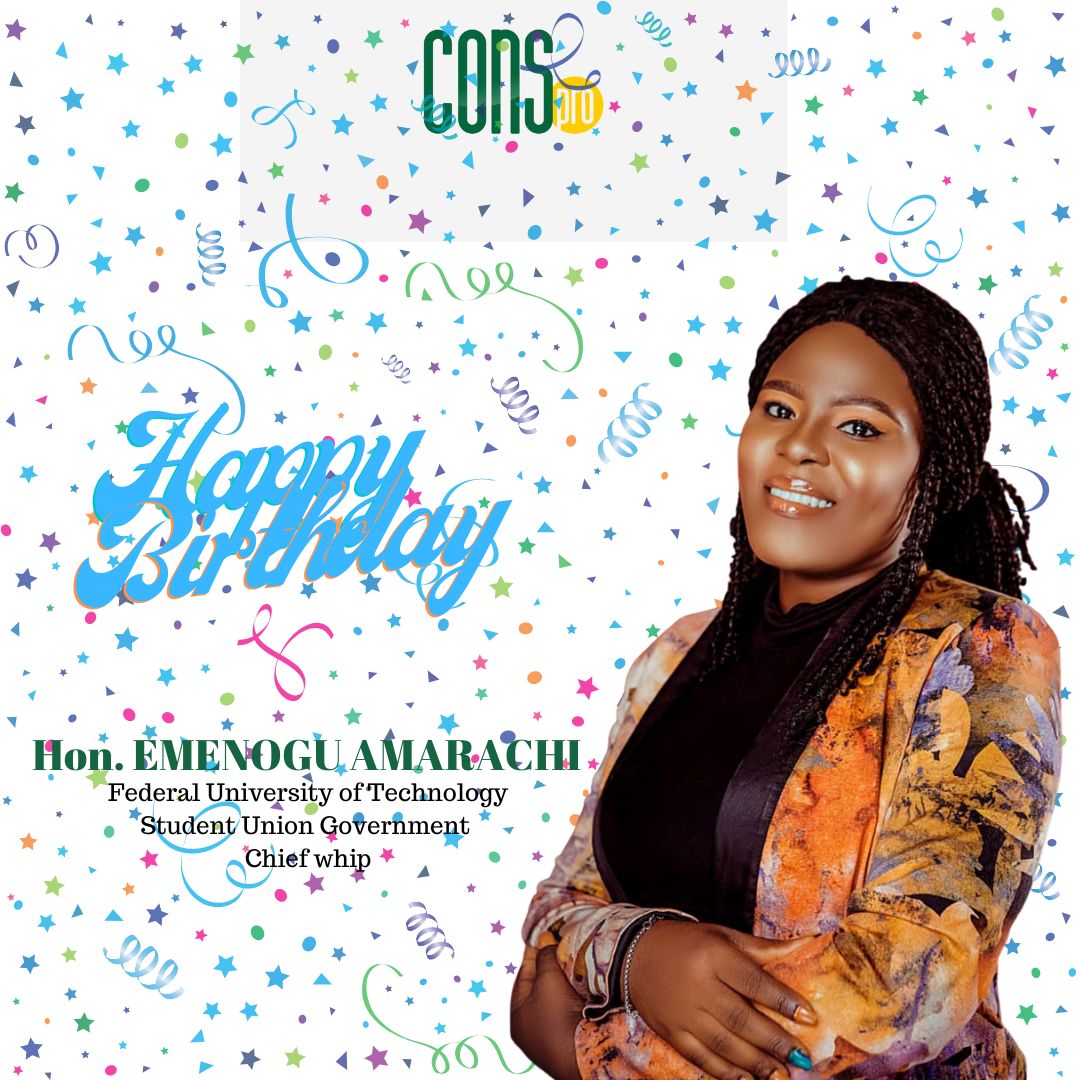 CONS
pro
Happy
Birthday
Hon. EMENOGU AMARACHI
Federal University of Technology
Student Union Government
Chief whip